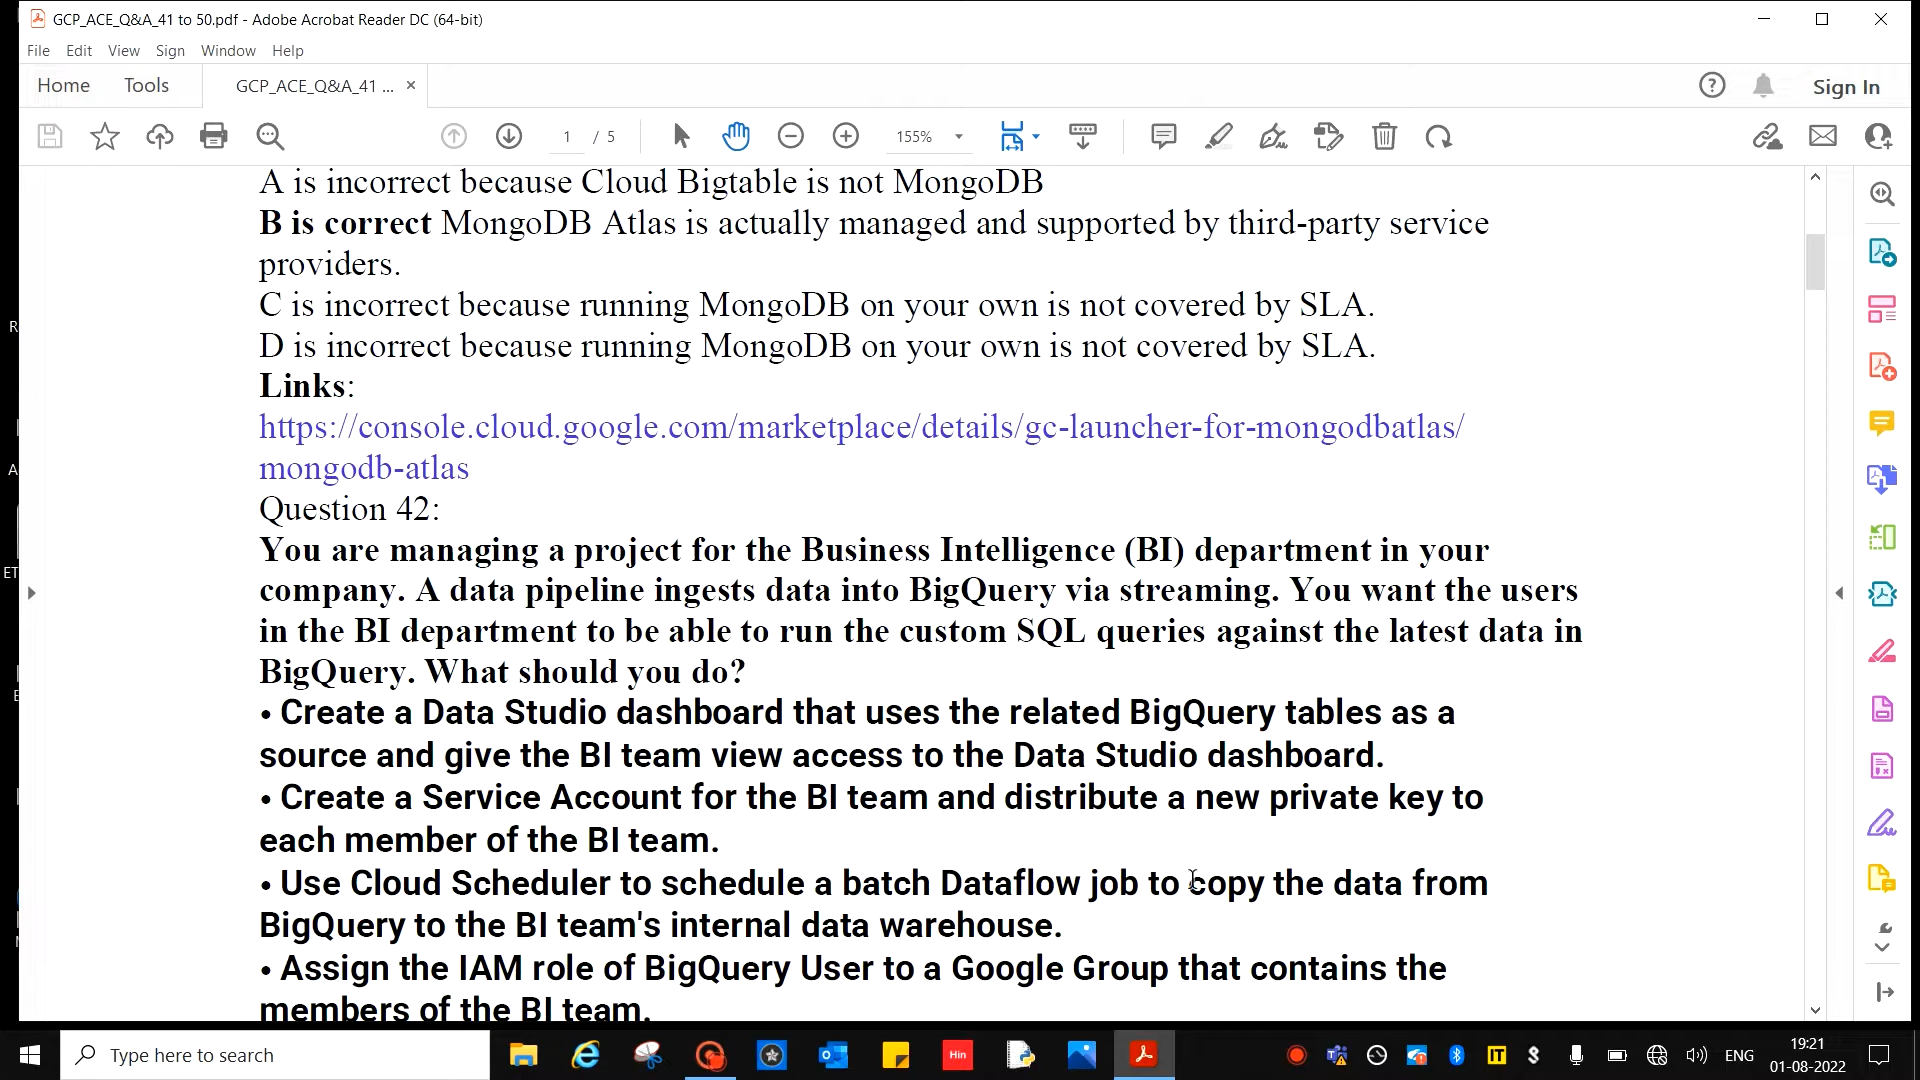 GCP_ACE_Q&A_41 to 50.pdf - Adobe Acrobat Reader DC (64-bit)
File Edit View Sign Window Help
Home Tools GCP_ACE_Q&A_41 ... × Sign In
1 / 5 155%
A is incorrect because Cloud Bigtable is not MongoDB
B is correct MongoDB Atlas is actually managed and supported by third-party service
providers.
C is incorrect because running MongoDB on your own is not covered by SLA.
D is incorrect because running MongoDB on your own is not covered by SLA.
Links:
https://console.cloud.google.com/marketplace/details/gc-launcher-for-mongodbatlas/
mongodb-atlas
Question 42:
You are managing a project for the Business Intelligence (BI) department in your
company. A data pipeline ingests data into BigQuery via streaming. You want the users
in the BI department to be able to run the custom SQL queries against the latest data in
BigQuery. What should you do?
• Create a Data Studio dashboard that uses the related BigQuery tables as a
source and give the BI team view access to the Data Studio dashboard.
• Create a Service Account for the BI team and distribute a new private key to
each member of the BI team.
• Use Cloud Scheduler to schedule a batch Dataflow job to copy the data from
BigQuery to the BI team's internal data warehouse.
• Assign the IAM role of BigQuery User to a Google Group that contains the
members of the BI team.
R
A
ET
E
Type here to search
Hin
IT
ENG
19:21
01-08-2022